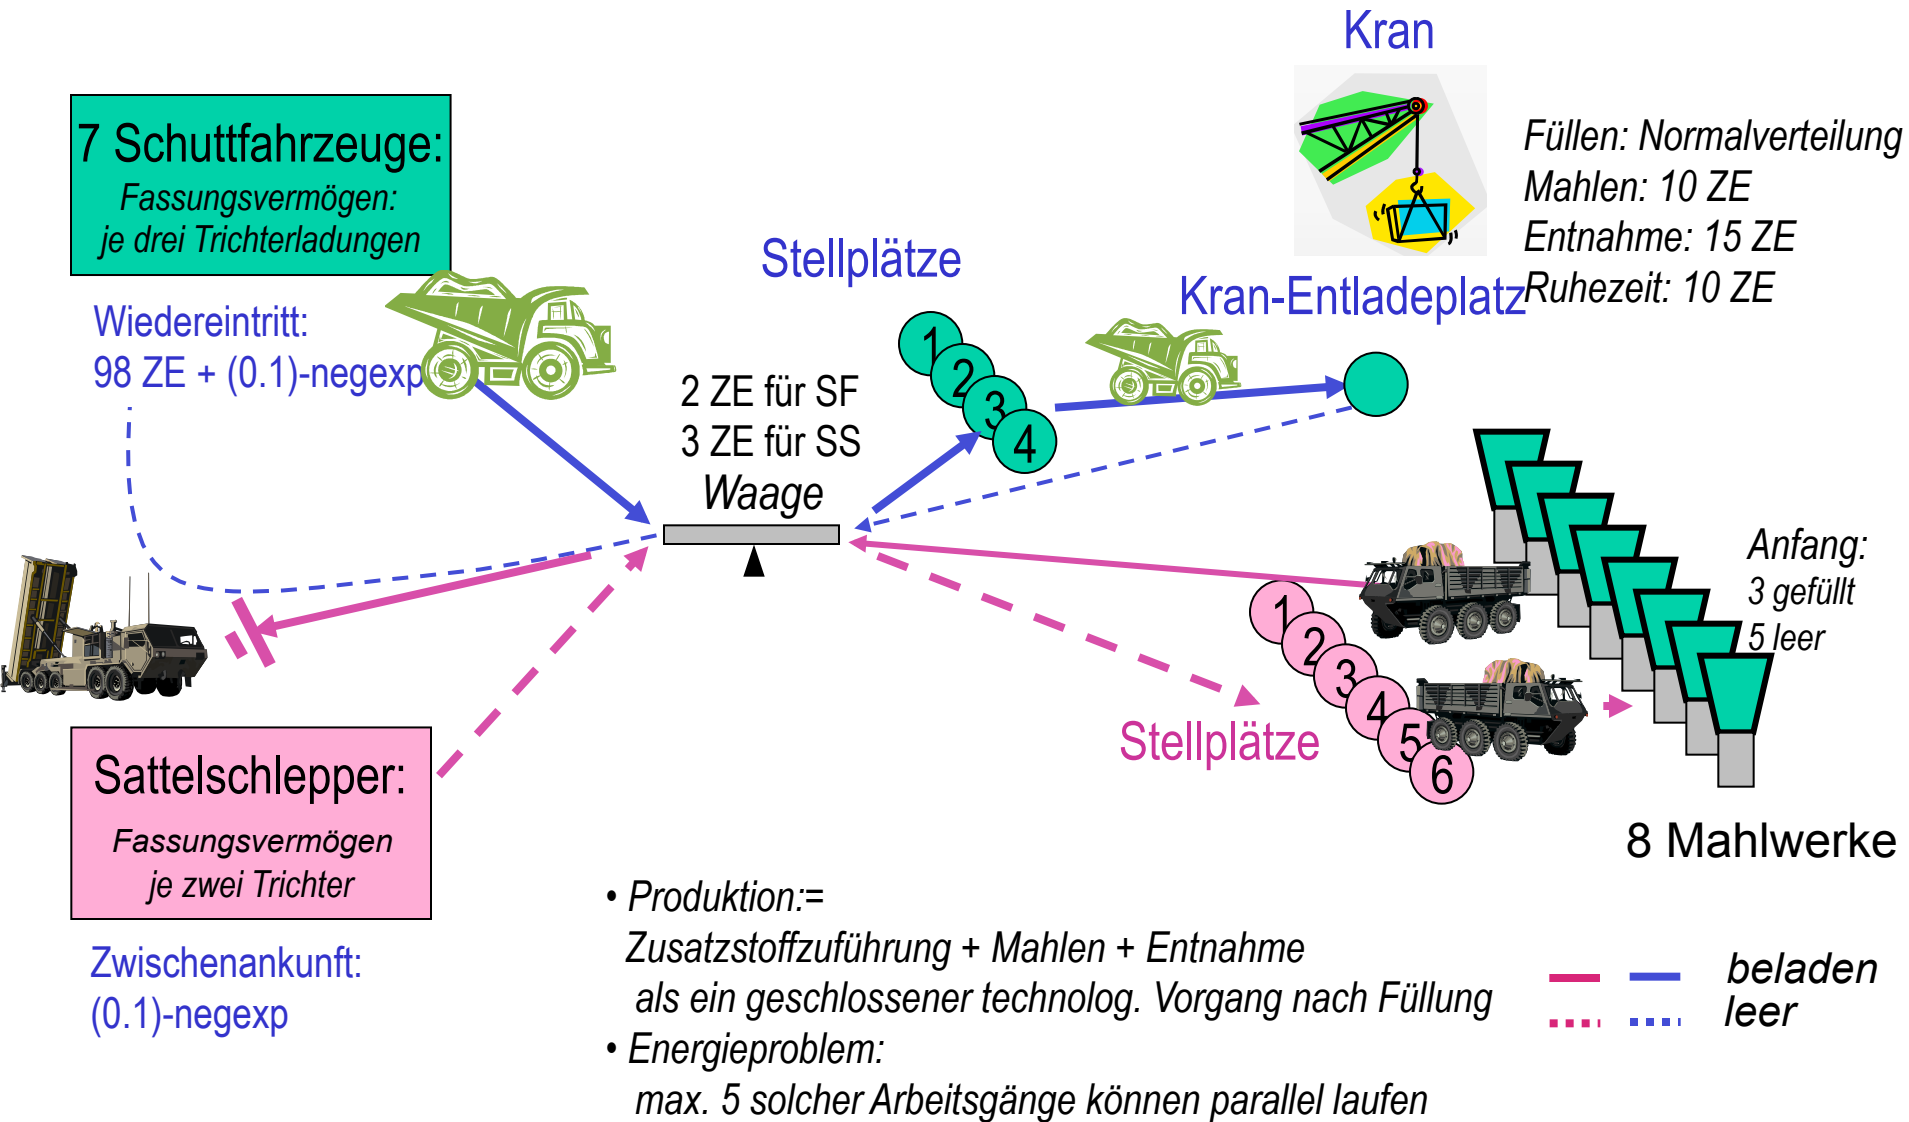 Kran
7 Schuttfahrzeuge:
Fassungsvermögen:
je drei Trichterladungen
Füllen: Normalverteilung
Mahlen: 10 ZE
Entnahme: 15 ZE
Ruhezeit: 10 ZE
Stellplätze
Kran-Entladeplatz
Wiedereintritt:
98 ZE + (0.1)-negexp
1
2
3
4
2 ZE für SF
3 ZE für SS
Waage
Anfang:
3 gefüllt
5 leer
1
2
3
4
5
6
Stellplätze
Sattelschlepper:
Fassungsvermögen
je zwei Trichter
8 Mahlwerke
Zwischenankunft:
(0.1)-negexp
• Produktion:=
Zusatzstoffzuführung + Mahlen + Entnahme
als ein geschlossener technolog. Vorgang nach Füllung
• Energieproblem:
max. 5 solcher Arbeitsgänge können parallel laufen
beladen
leer